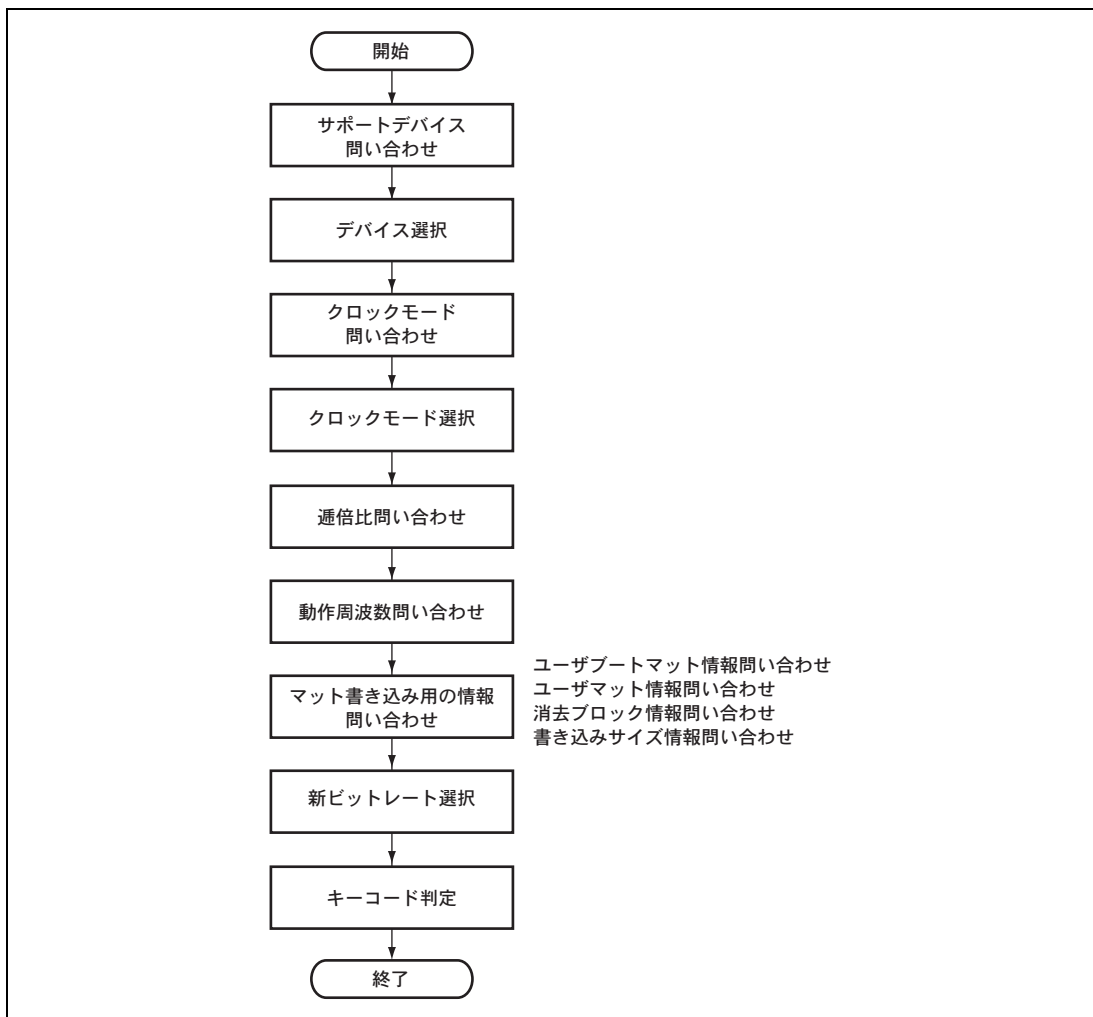 開始
サポートデバイス
問い合わせ
デバイス選択
クロックモード
問い合わせ
クロックモード選択
逓倍比問い合わせ
動作周波数問い合わせ
マット書き込み用の情報
問い合わせ
ユーザブートマット情報問い合わせ
ユーザマット情報問い合わせ
消去ブロック情報問い合わせ
書き込みサイズ情報問い合わせ
新ビットレート選択
キーコード判定
終了